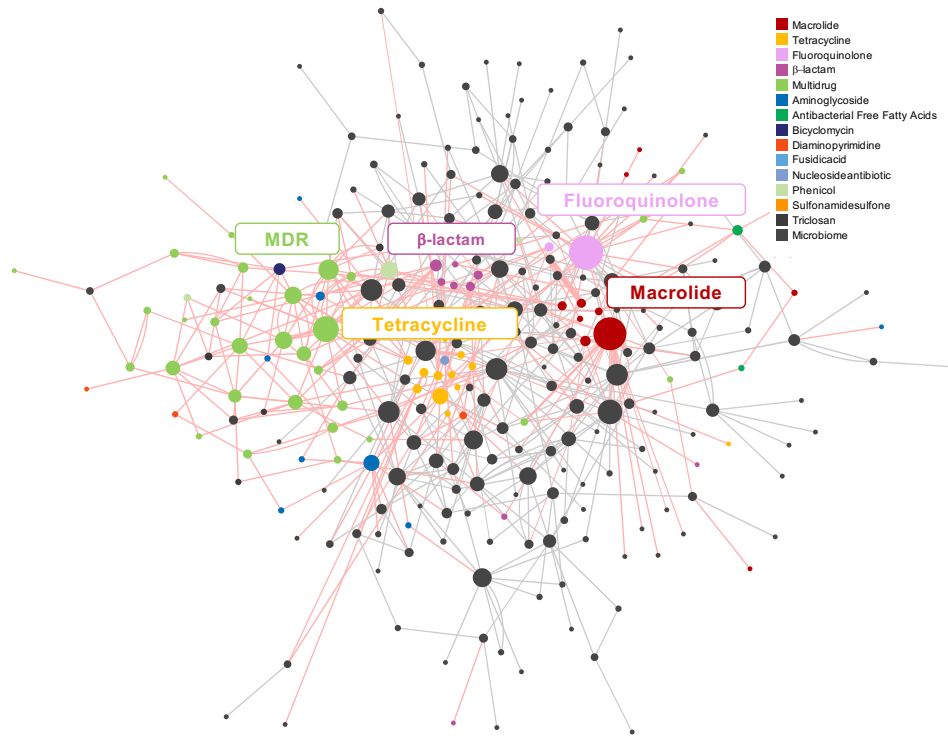 Macrolide
Tetracycline
Fluoroquinolone
β-lactam
Multidrug
Aminoglycoside
Antibacterial Free Fatty Acids
Bicyclomycin
Diaminopyrimidine
Fusidicacid
Nucleosideantibiotic
Phenicol
Sulfonamidesulfone
Triclosan
Microbiome
Fluoroquinolone
MDR
β-lactam
Macrolide
Tetracycline